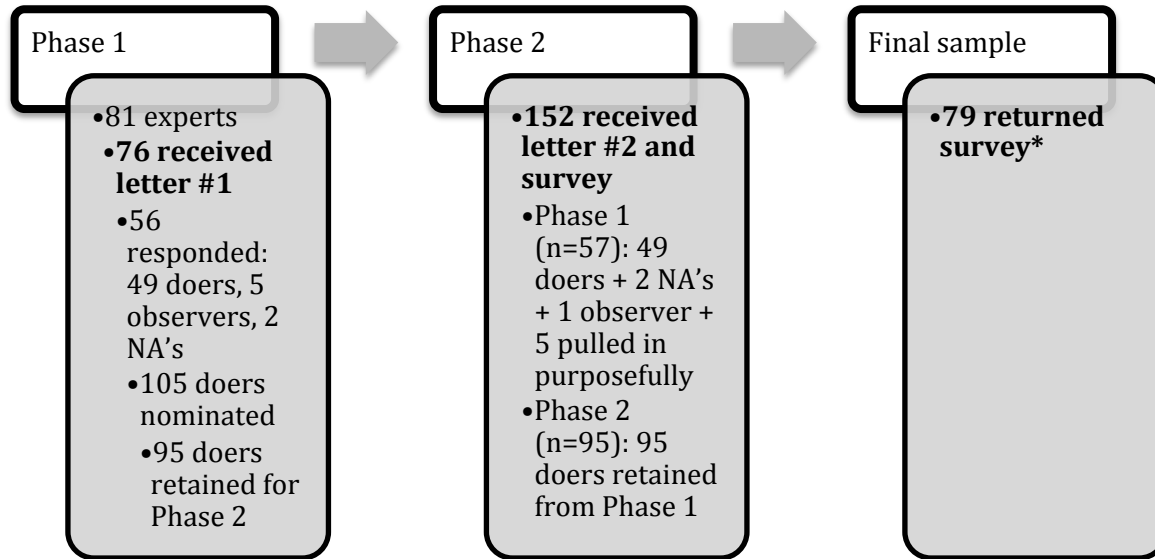 Phase 1
•81 experts
•76 received
letter #1
•56
responded:
49 doers, 5
observers, 2
NA’s
•105 doers
nominated
•95 doers
retained for
Phase 2
Phase 2
•152 received
letter #2 and
survey
•Phase 1
(n=57): 49
doers + 2 NA’s
+ 1 observer +
5 pulled in
purposefully
•Phase 2
(n=95): 95
doers retained
from Phase 1
Final sample
•79 returned
survey*